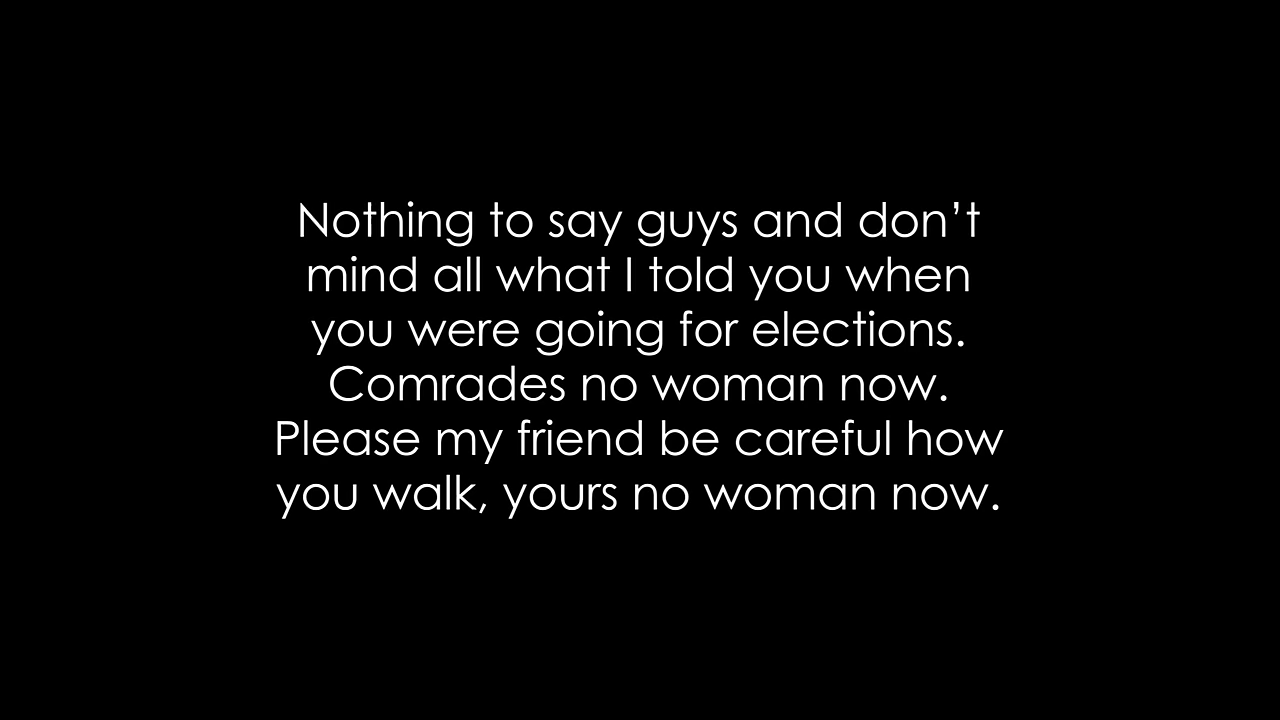 Nothing to say guys and don’t
mind all what I told you when
you were going for elections.
Comrades no woman now.
Please my friend be careful how
you walk, yours no woman now.